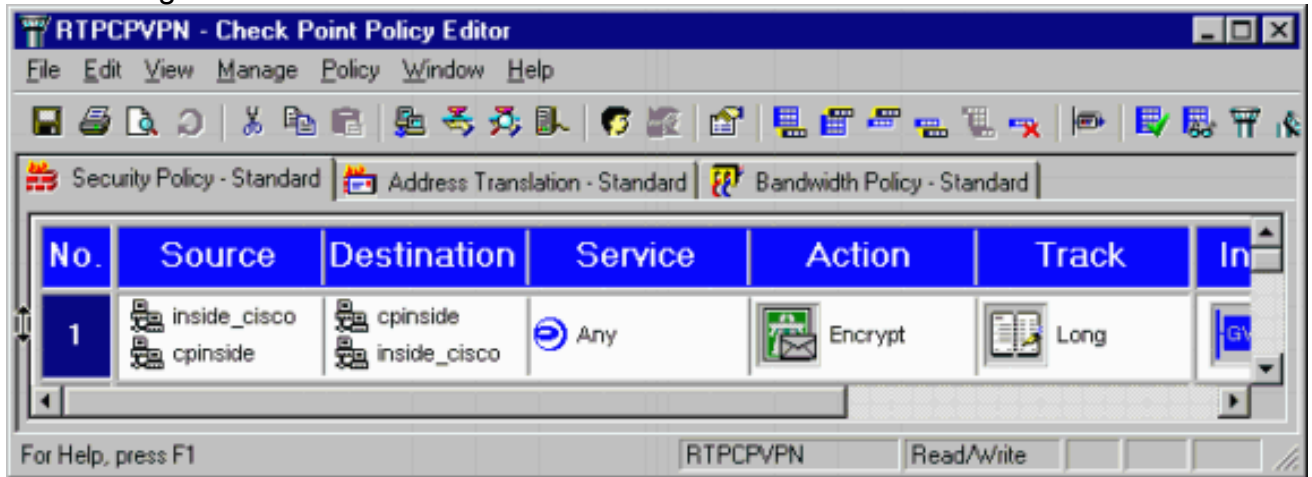 RTPCPVPN - Check Point Policy Editor
File Edit View Manage Policy Window Help
Security Policy - Standard Address Translation - Standard Bandwidth Policy - Standard
No. Source Destination Service Action Track In
1 inside_cisco cpinside Any Encrypt Long GV
cpinside inside_cisco
For Help, press F1 RTPCPVPN Read/Write